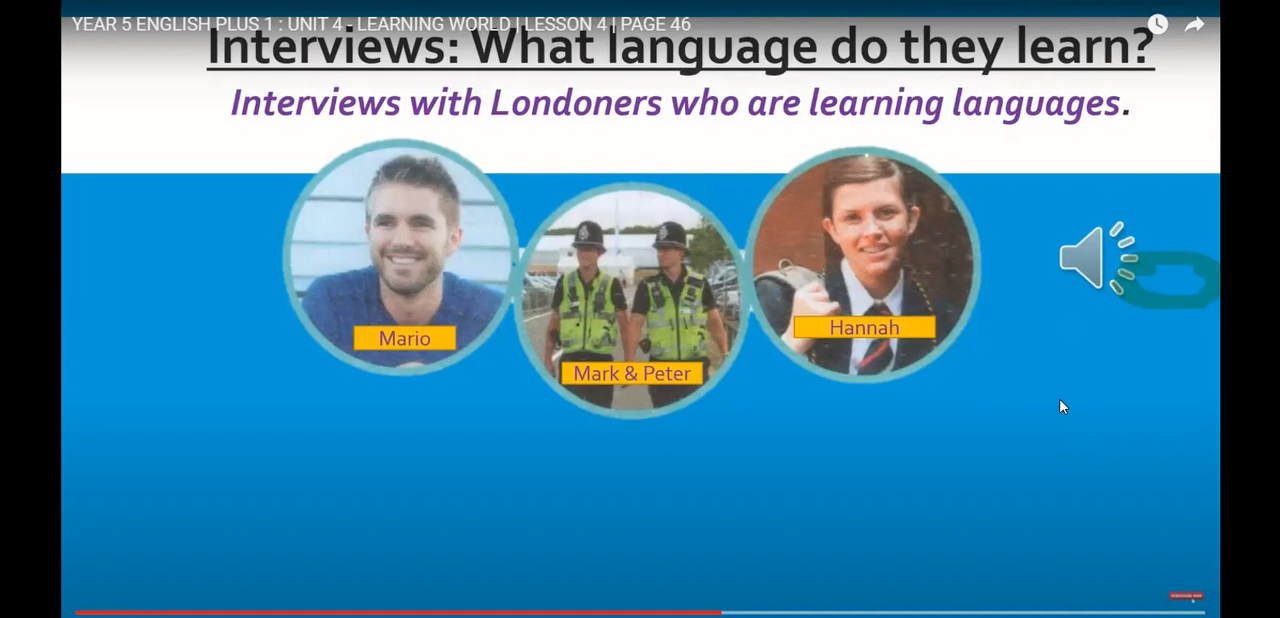 YEAR 5 ENGLISH PLUS 1 : UNIT 4 - LEARNING WORLD | LESSON 4 | PAGE 46
Interviews: What language do they learn?
Interviews with Londoners who are learning languages.
Mario
Mark & Peter
Hannah